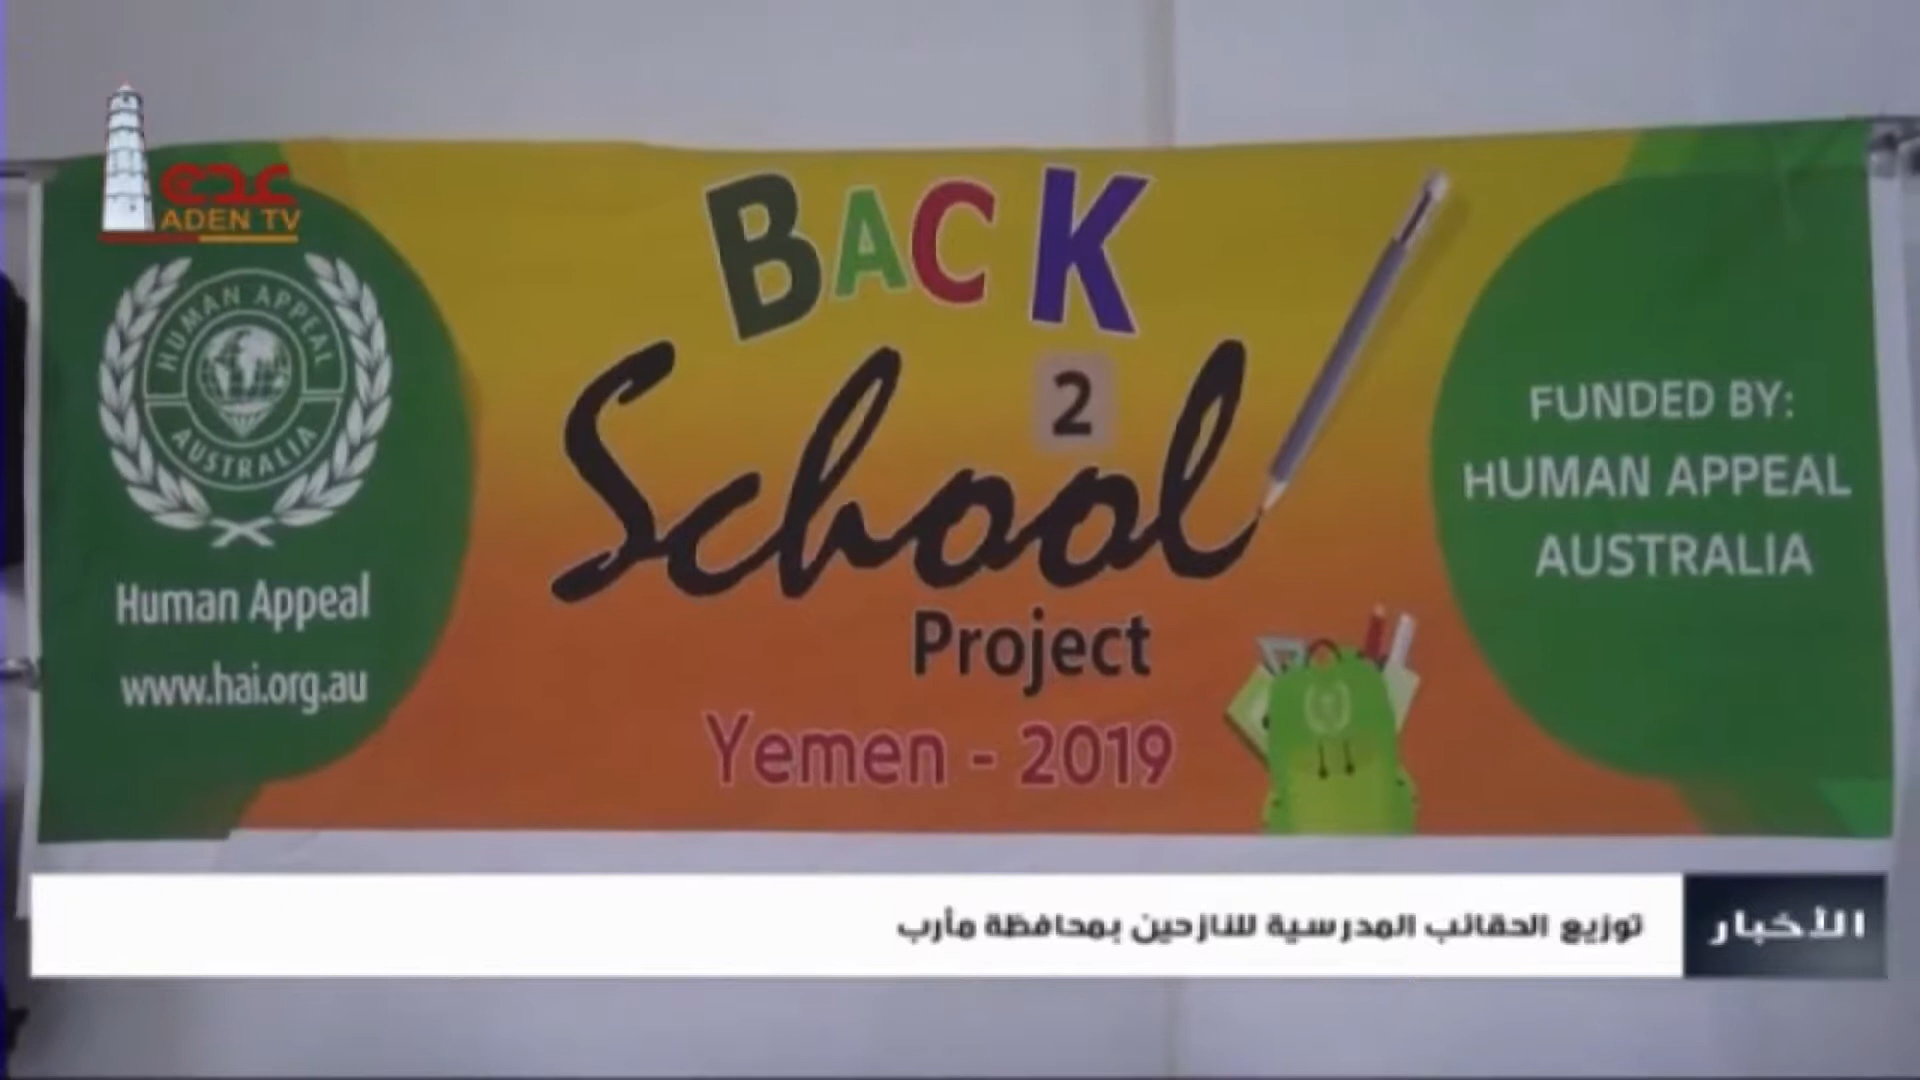 عدن
ADEN TV
HUMAN APPEAL
AUSTRALIA
Human Appeal
www.hai.org.au
BACK
2
School
Project
Yemen - 2019
FUNDED BY:
HUMAN APPEAL
AUSTRALIA
الأخبار
توزيع الحقائب المدرسية للنازحين بمحافظة مأرب